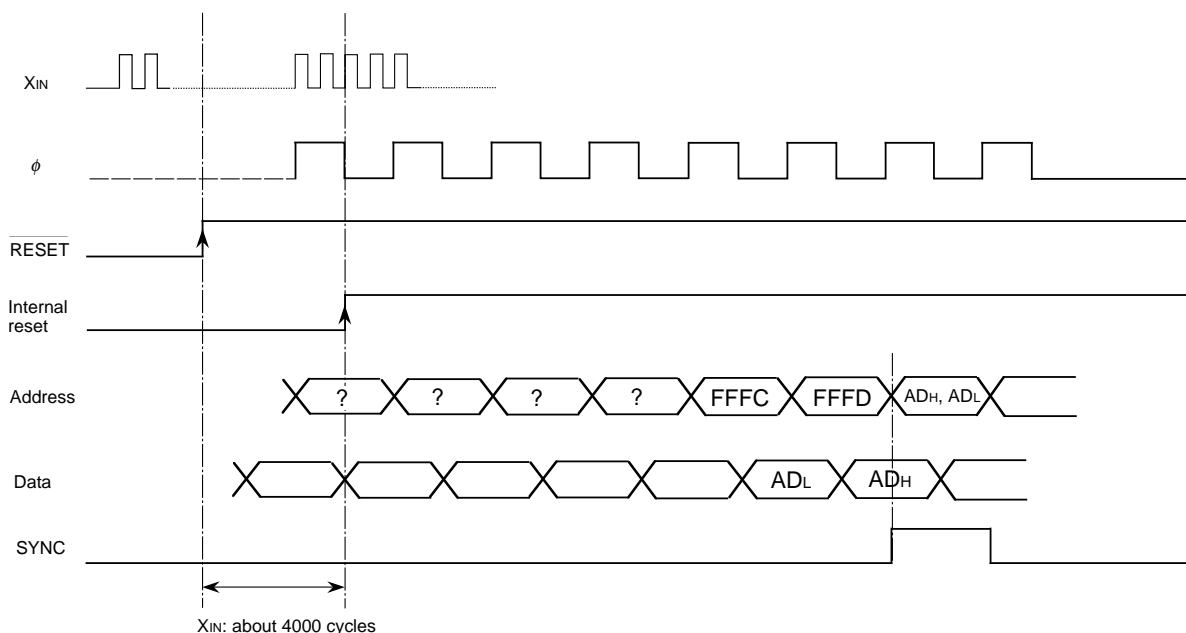 XIN
ϕ
RESET
Internal
reset
Address
? ? ? ? FFFC FFFD ADH, ADL
Data
ADL ADH
SYNC
XIN: about 4000 cycles